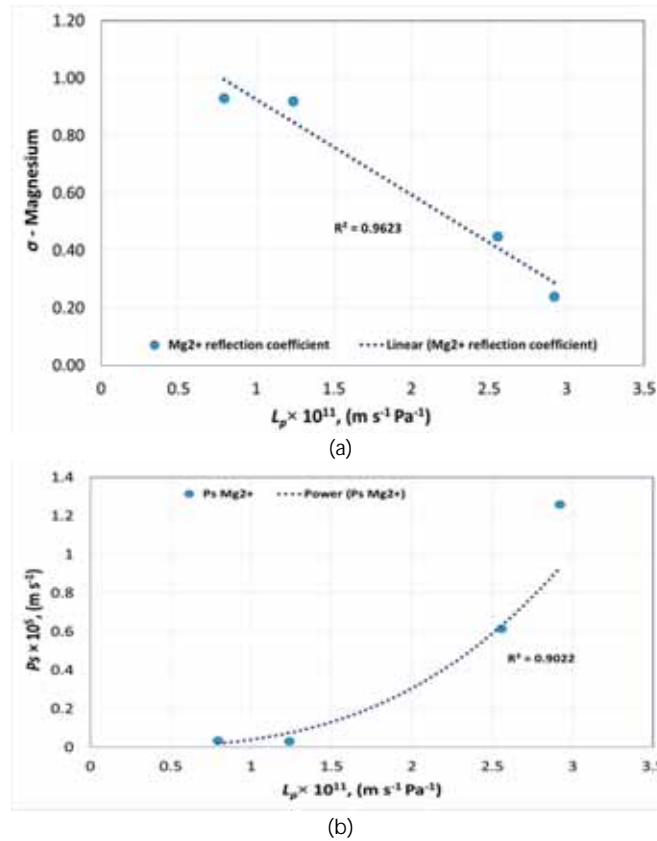 1.20
1.00
0.80
0.60
0.40
0.20
0.00
σ - Magnesium
R² = 0.9623
Mg2+ reflection coefficient
Linear (Mg2+ reflection coefficient)
0 0.5 1 1.5 2 2.5 3 3.5
Lp× 10¹¹, (m s⁻¹ Pa⁻¹)
(a)
1.4
1.2
1
0.8
0.6
0.4
0.2
0
Ps × 10⁵, (m s⁻¹)
Ps Mg2+
Power (Ps Mg2+)
R² = 0.9022
0 0.5 1 1.5 2 2.5 3 3.5
Lp× 10¹¹, (m s⁻¹ Pa⁻¹)
(b)